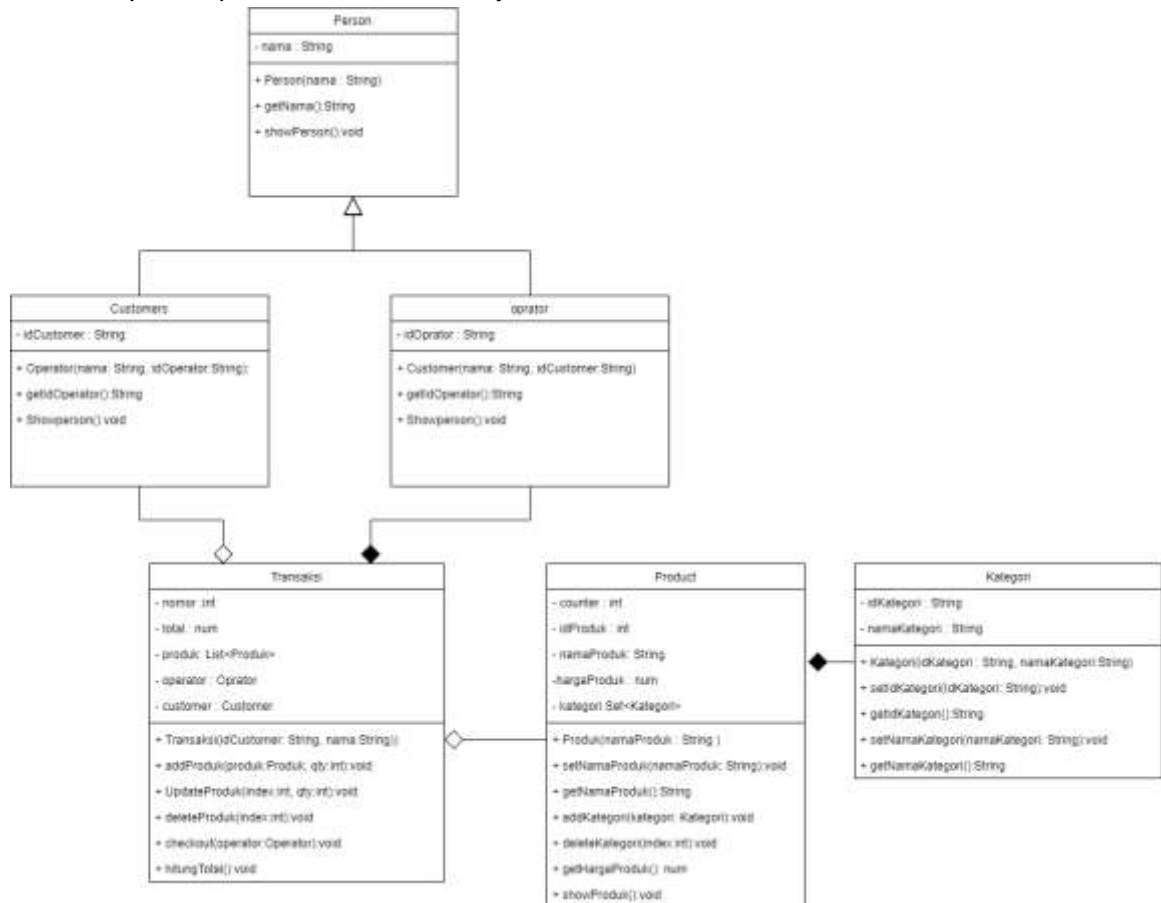 Person
- nama : String
+ Person(nama : String)
+ getNama():String
+ showPerson():void
Customers
- idCustomer : String
+ Operator(nama: String, idOperator:String):
+ getIdOperator():String
+ Showperson():void
oprator
- idOprator : String
+ Customer(nama: String, idCustomer:String)
+ getIdOperator():String
+ Showperson():void
Transaksi
- nomor :int
- total : num
- produk: List<Produk>
- operator : Oprator
- customer : Customer
+ Transaksi(idCustomer: String, nama:String))
+ addProduk(produk:Produk, qty:int):void
+ UpdateProduk(index:int, qty:int):void
+ deleteProduk(index:int):void
+ checkout(operator:Operator):void
+ hitungTotal():void
Product
- counter : int
- idProduk : int
- namaProduk: String
-hargaProduk : num
- kategori:Set<Kategori>
+ Produk(namaProduk : String )
+ setNamaProduk(namaProduk: String):void
+ getNamaProduk():String
+ addKategori(kategori: Kategori):void
+ deleteKategori(index:int):void
+ getHargaProduk(): num
+ showProduk():void
Kategori
- idKategori : String
- namaKategori : String
+ Kategori(idKategori : String, namaKategori:String)
+ setIdKategori(idKategori: String):void
+ getIdKategori():String
+ setNamaKategori(namaKategori: String):void
+ getNamaKategori():String